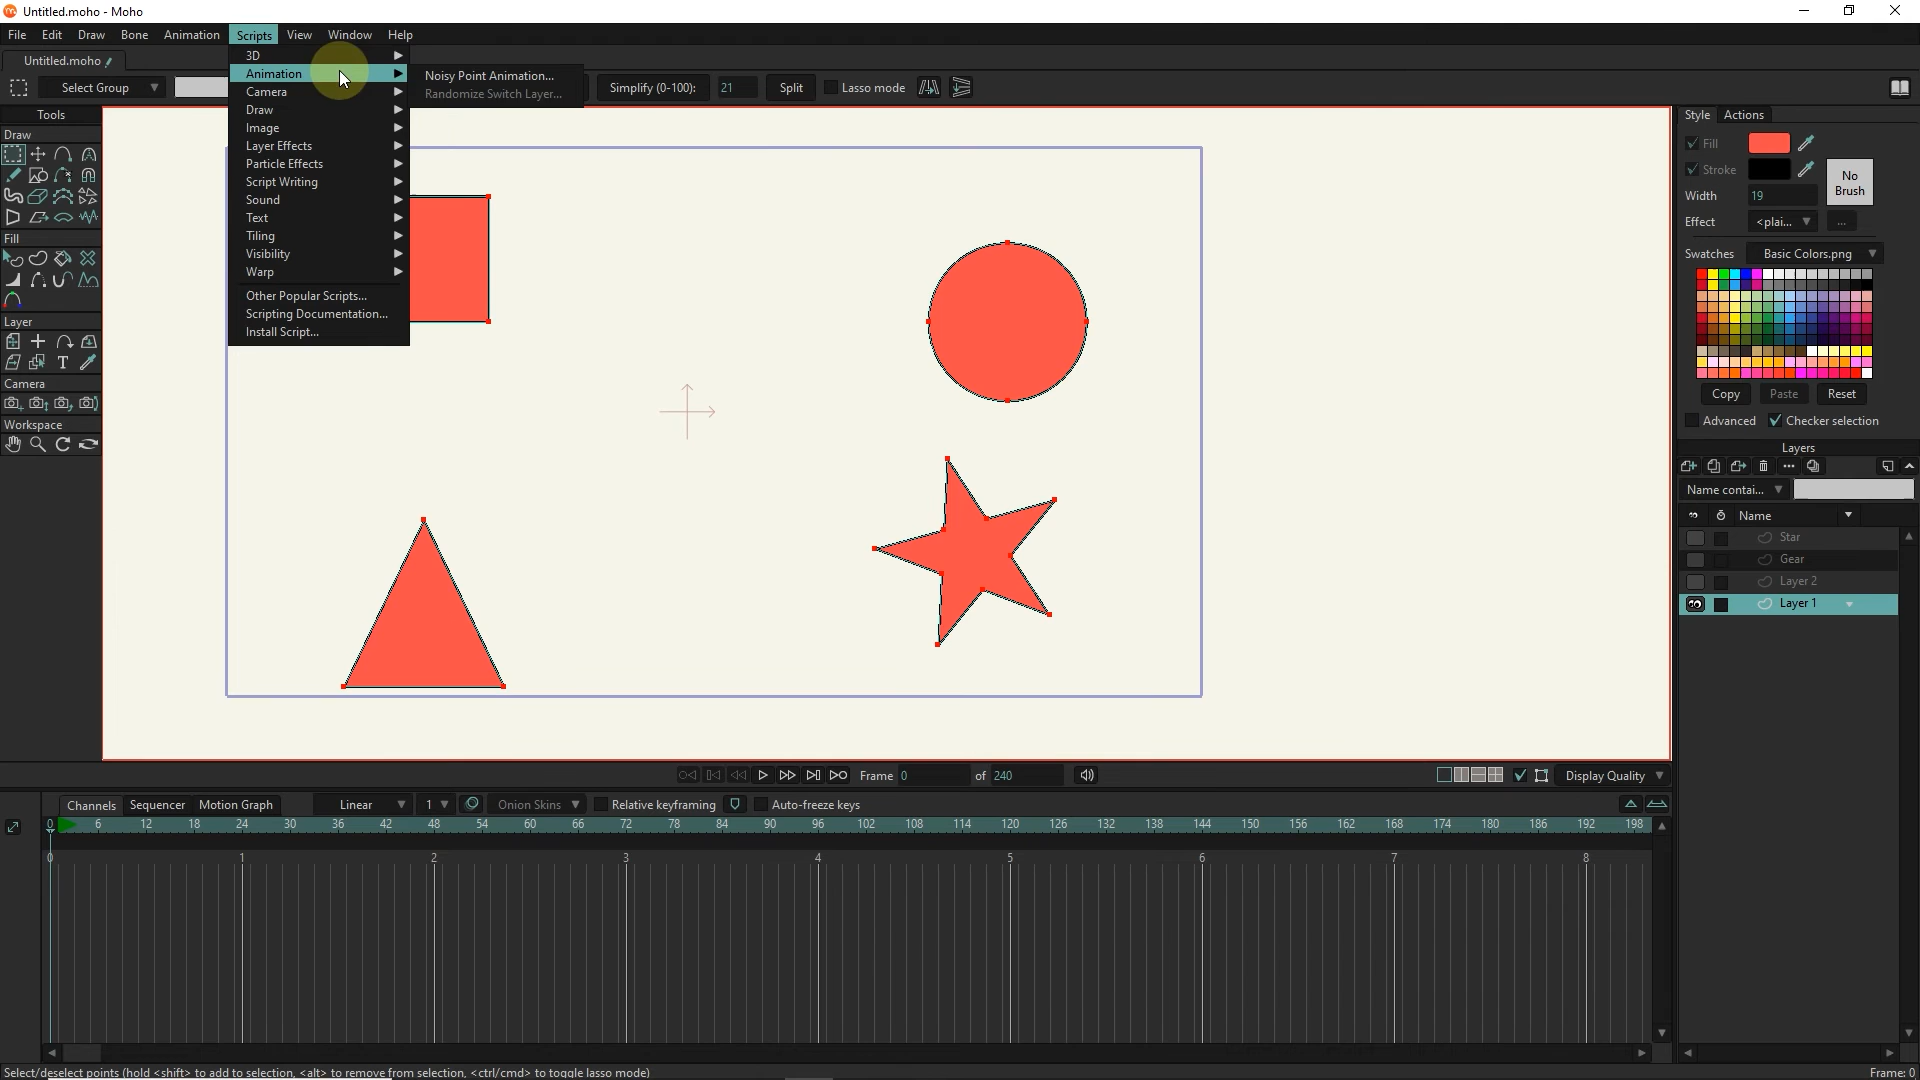 Untitled.moho - Moho
File Edit Draw Bone Animation Scripts View Window Help
Untitled.moho
Select Group
Simplify (0-100): 21 Split Lasso mode
3D
Animation
Camera
Draw
Image
Layer Effects
Particle Effects
Script Writing
Sound
Text
Tiling
Visibility
Warp
Other Popular Scripts...
Scripting Documentation...
Install Script...
Noisy Point Animation...
Randomize Switch Layer...
Tools
Draw
Fill
Layer
Camera
Workspace
Style Actions
Fill
Stroke
No Brush
Width 19
Effect <plai... ...
Swatches Basic Colors.png
Copy Paste Reset
Advanced Checker selection
Layers
Name contai...
Name
Star
Gear
Layer 2
Layer 1
Frame 0 of 240
Display Quality
Channels Sequencer Motion Graph Linear 1 Onion Skins Relative keyframing Auto-freeze keys
0 6 12 18 24 30 36 42 48 54 60 66 72 78 84 90 96 102 108 114 120 126 132 138 144 150 156 162 168 174 180 186 192 198
0 1 2 3 4 5 6 7 8
Select/deselect points (hold <shift> to add to selection, <alt> to remove from selection, <ctrl/cmd> to toggle lasso mode)
Frame: 0